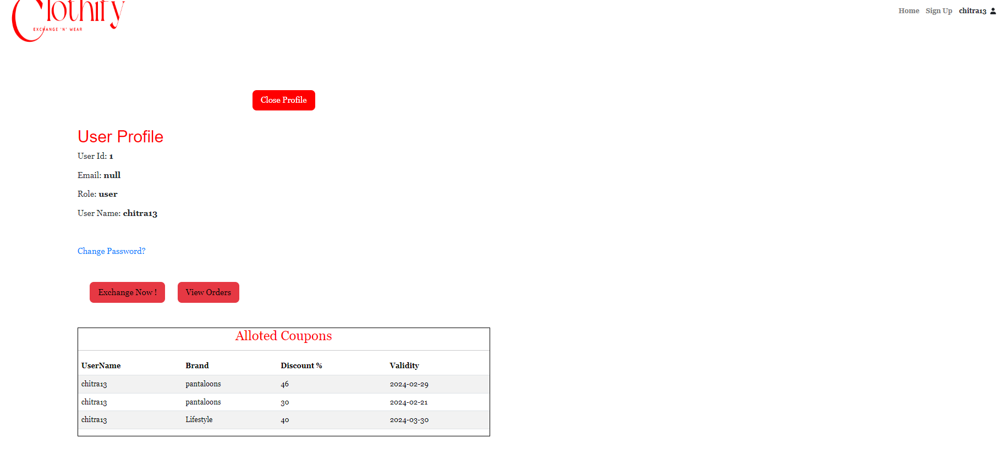 Clothify
EXCHANGE 'N' WEAR
Home Sign Up chitra13
Close Profile
User Profile
User Id: 1
Email: null
Role: user
User Name: chitra13
Change Password?
Exchange Now ! View Orders
Alloted Coupons
UserName Brand Discount % Validity
chitra13 pantaloons 46 2024-02-29
chitra13 pantaloons 30 2024-02-21
chitra13 Lifestyle 40 2024-03-30